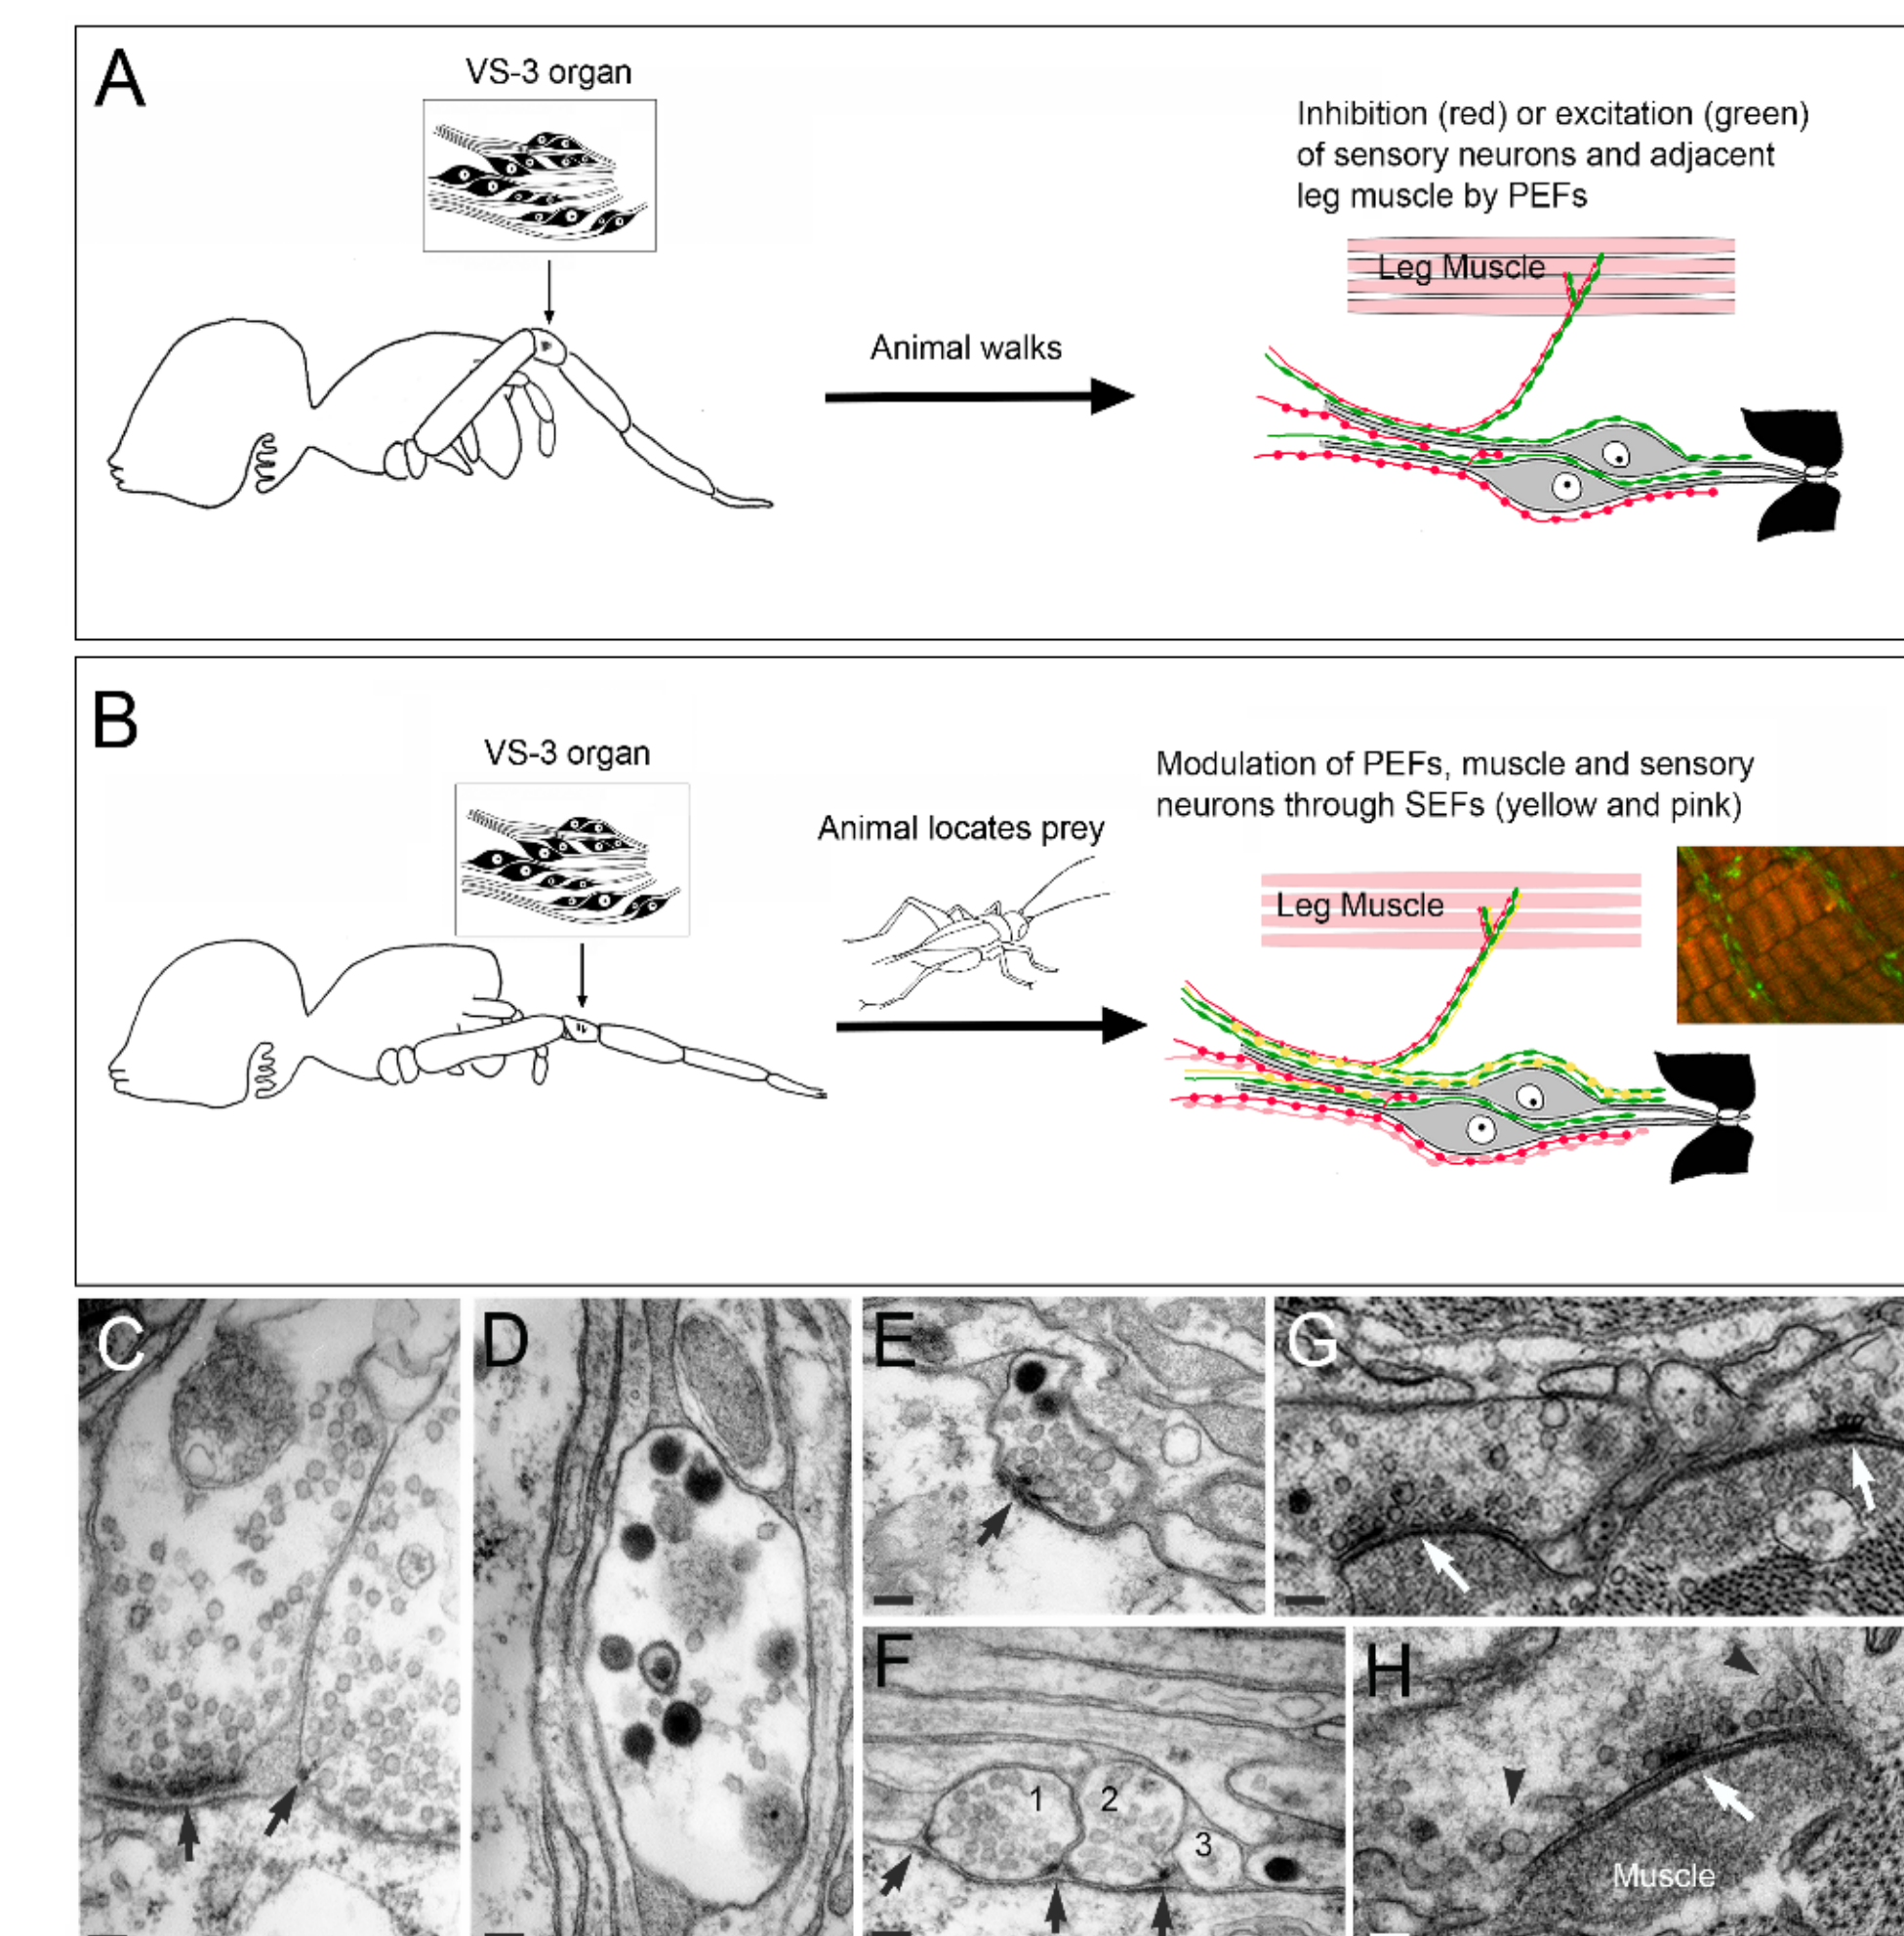 A
VS-3 organ
Inhibition (red) or excitation (green)
of sensory neurons and adjacent
leg muscle by PEFs
Leg Muscle
Animal walks
B
VS-3 organ
Animal locates prey
Modulation of PEFs, muscle and sensory
neurons through SEFs (yellow and pink)
Leg Muscle
C
D
E
G
F
1
2
3
H
Muscle